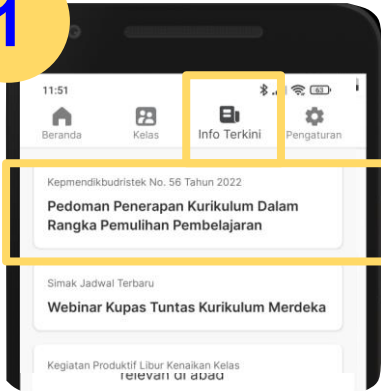 1
11:51
63
Beranda Kelas Info Terkini Pengaturan
Kepmendikbudristek No. 56 Tahun 2022
Pedoman Penerapan Kurikulum Dalam
Rangka Pemulihan Pembelajaran
Simak Jadwal Terbaru
Webinar Kupas Tuntas Kurikulum Merdeka
Kegiatan Produktif Libur Kenaikan Kelas
relevan di abad